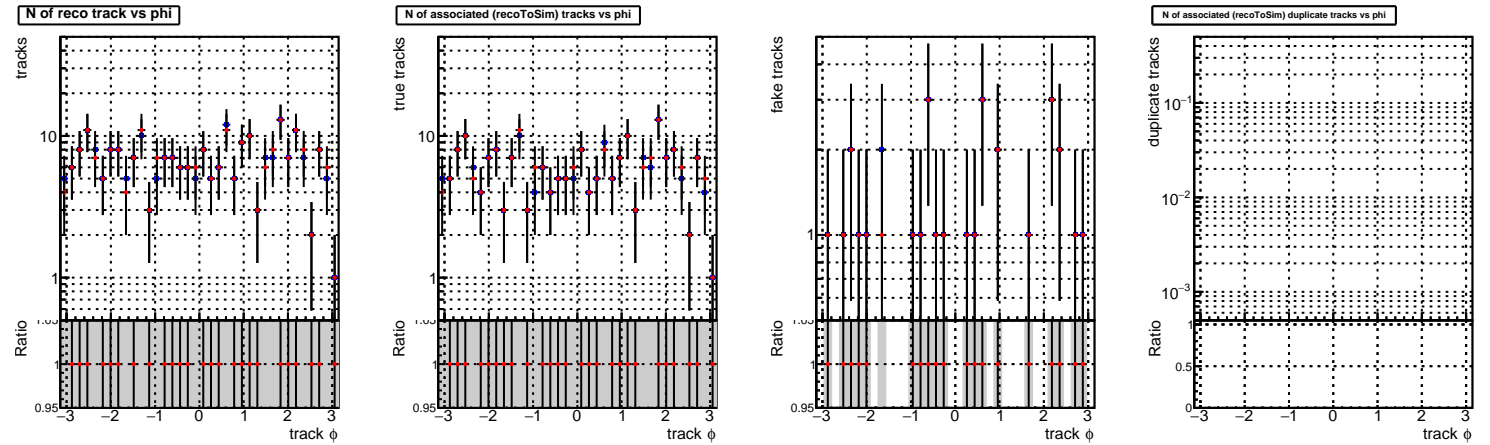 N of reco track vs phi
tracks
10
1
Ratio
1.05
1
0.95
−3 −2 −1 0 1 2 3
track ϕ
N of associated (recoToSim) tracks vs phi
true tracks
10
1
Ratio
1.05
1
0.95
−3 −2 −1 0 1 2 3
track ϕ
fake tracks
1
Ratio
1.05
1
0.95
−3 −2 −1 0 1 2 3
track ϕ
N of associated (recoToSim) duplicate tracks vs phi
duplicate tracks
10−1
10−2
10−3
Ratio
1
0.5
0
−3 −2 −1 0 1 2 3
track ϕ